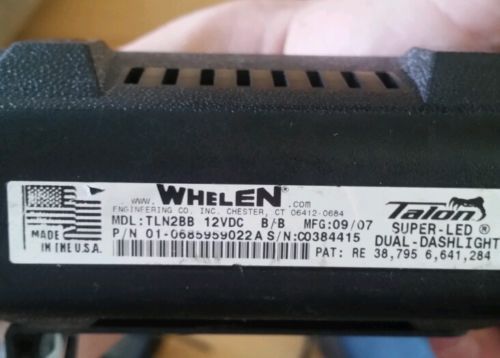 www. WHELEN ® .com
ENGINEERING CO. INC. CHESTER, CT 06412-0684
MDL:TLN2BB 12VDC B/B MFG:09/07
P/N 01-0685959022A S/N:00384415
MADE
IN THE U.S.A.
Talon
SUPER-LED®
DUAL-DASHLIGHT
PAT: RE 38,795 6,641,284